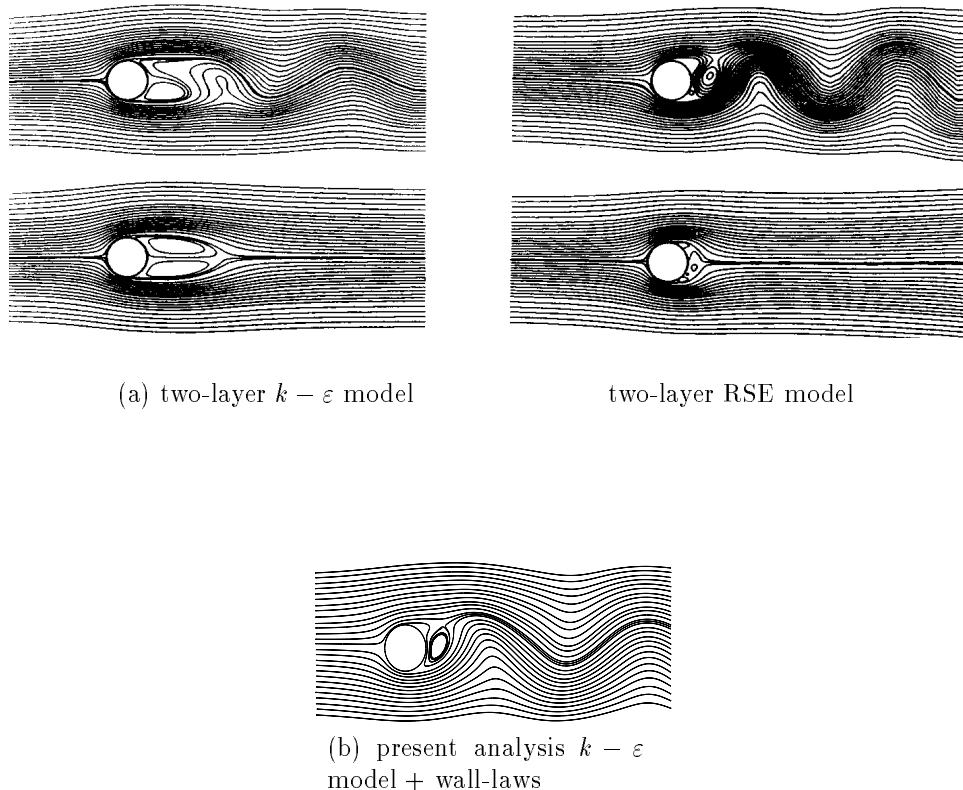 (a) two-layer k − ε model
two-layer RSE model
(b) present analysis k − ε
model + wall-laws